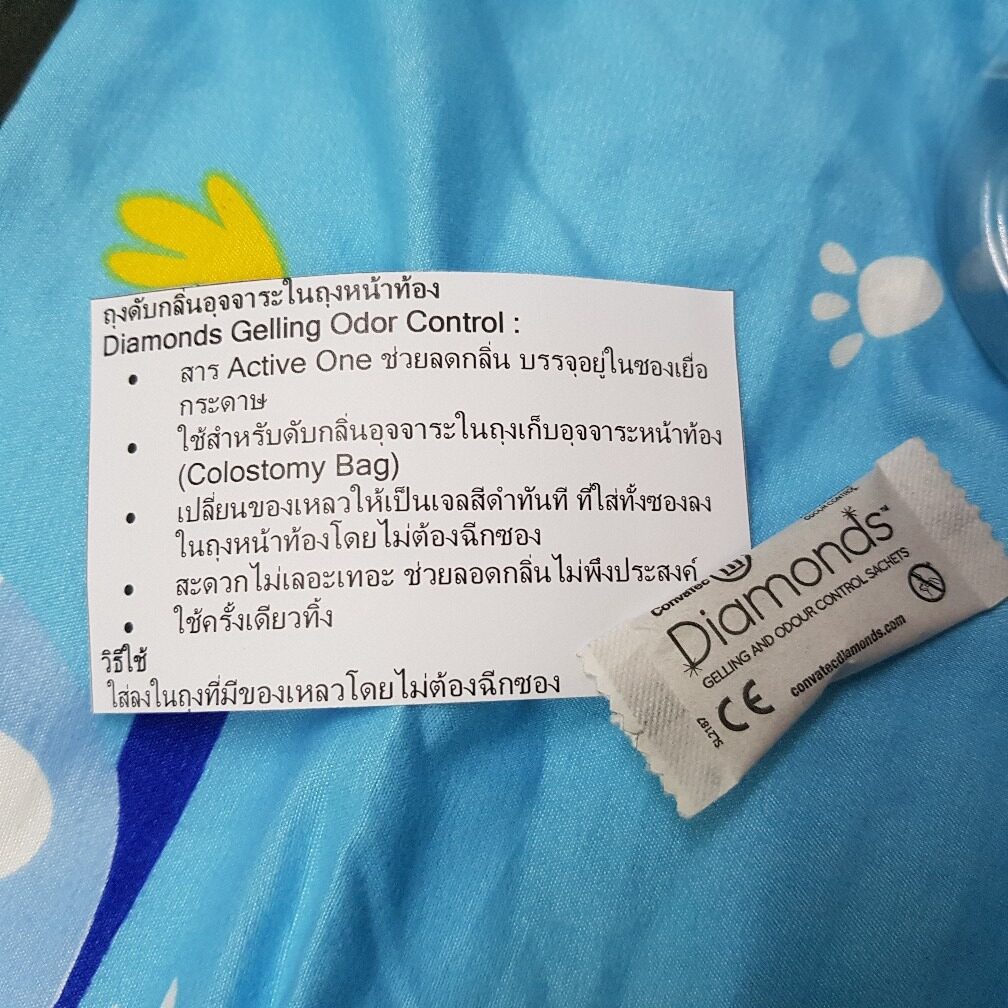 ถุงดับกลิ่นอุจจาระในถุงหน้าท้อง
Diamonds Gelling Odor Control :
• สาร Active One ช่วยลดกลิ่น บรรจุอยู่ในซองเยื่อ
กระดาษ
• ใช้สำหรับดับกลิ่นอุจจาระในถุงเก็บอุจจาระหน้าท้อง
(Colostomy Bag)
• เปลี่ยนของเหลวให้เป็นเจลสีดำทันที ที่ใส่ทั้งซองลง
ในถุงหน้าท้องโดยไม่ต้องฉีกซอง
• สะดวกไม่เลอะเทอะ ช่วยลอดกลิ่นไม่พึงประสงค์
• ใช้ครั้งเดียวทิ้ง
วิธีใช้
ใส่ลงในถุงที่มีของเหลวโดยไม่ต้องฉีกซอง
ODOUR CONTROL
Convatec
Diamonds™
GELLING AND ODOUR CONTROL SACHETS
CE
convatecdiamonds.com
SL2187